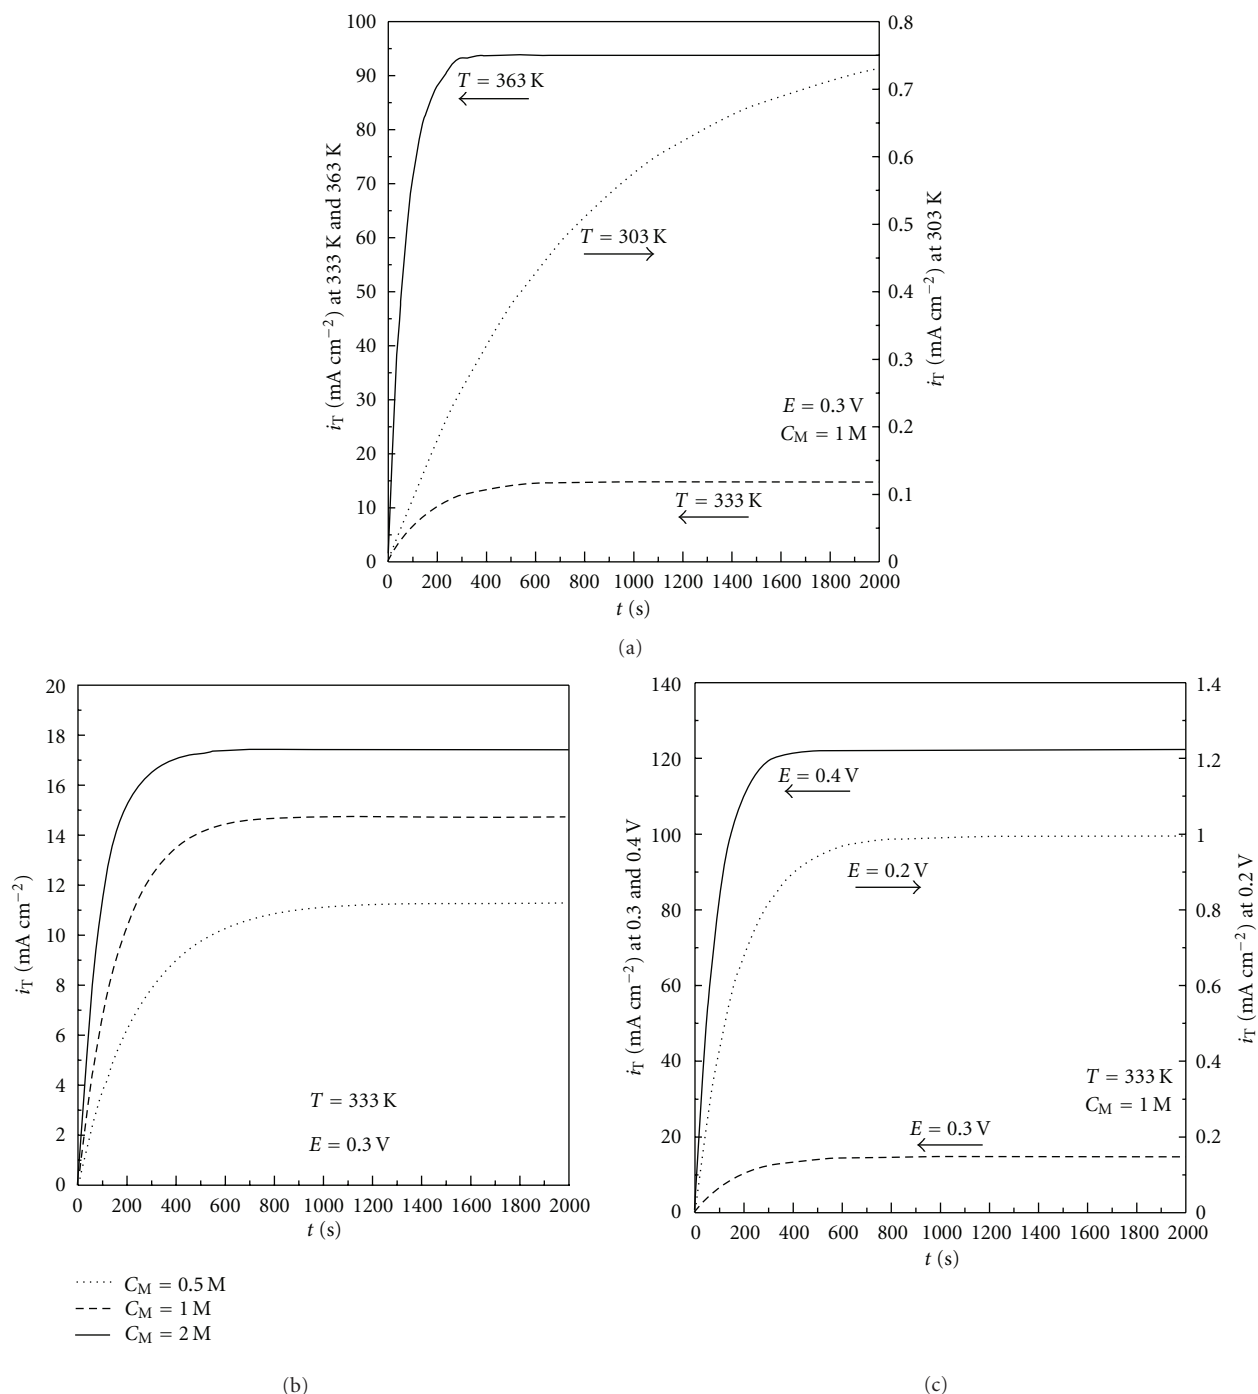 100
90
80
70
60
50
40
30
20
10
0
0.8
0.7
0.6
0.5
0.4
0.3
0.2
0.1
0
i_T (mA cm⁻²) at 333 K and 363 K
i_T (mA cm⁻²) at 303 K
T = 363 K
T = 303 K
E = 0.3 V
C_M = 1 M
T = 333 K
0 200 400 600 800 1000 1200 1400 1600 1800 2000
t (s)
(a)
20
18
16
14
12
10
8
6
4
2
0
i_T (mA cm⁻²)
T = 333 K
E = 0.3 V
0 200 400 600 800 1000 1200 1400 1600 1800 2000
t (s)
C_M = 0.5 M
C_M = 1 M
C_M = 2 M
(b)
140
120
100
80
60
40
20
0
1.4
1.2
1
0.8
0.6
0.4
0.2
0
i_T (mA cm⁻²) at 0.3 and 0.4 V
i_T (mA cm⁻²) at 0.2 V
E = 0.4 V
E = 0.2 V
T = 333 K
C_M = 1 M
E = 0.3 V
0 200 400 600 800 1000 1200 1400 1600 1800 2000
t (s)
(c)